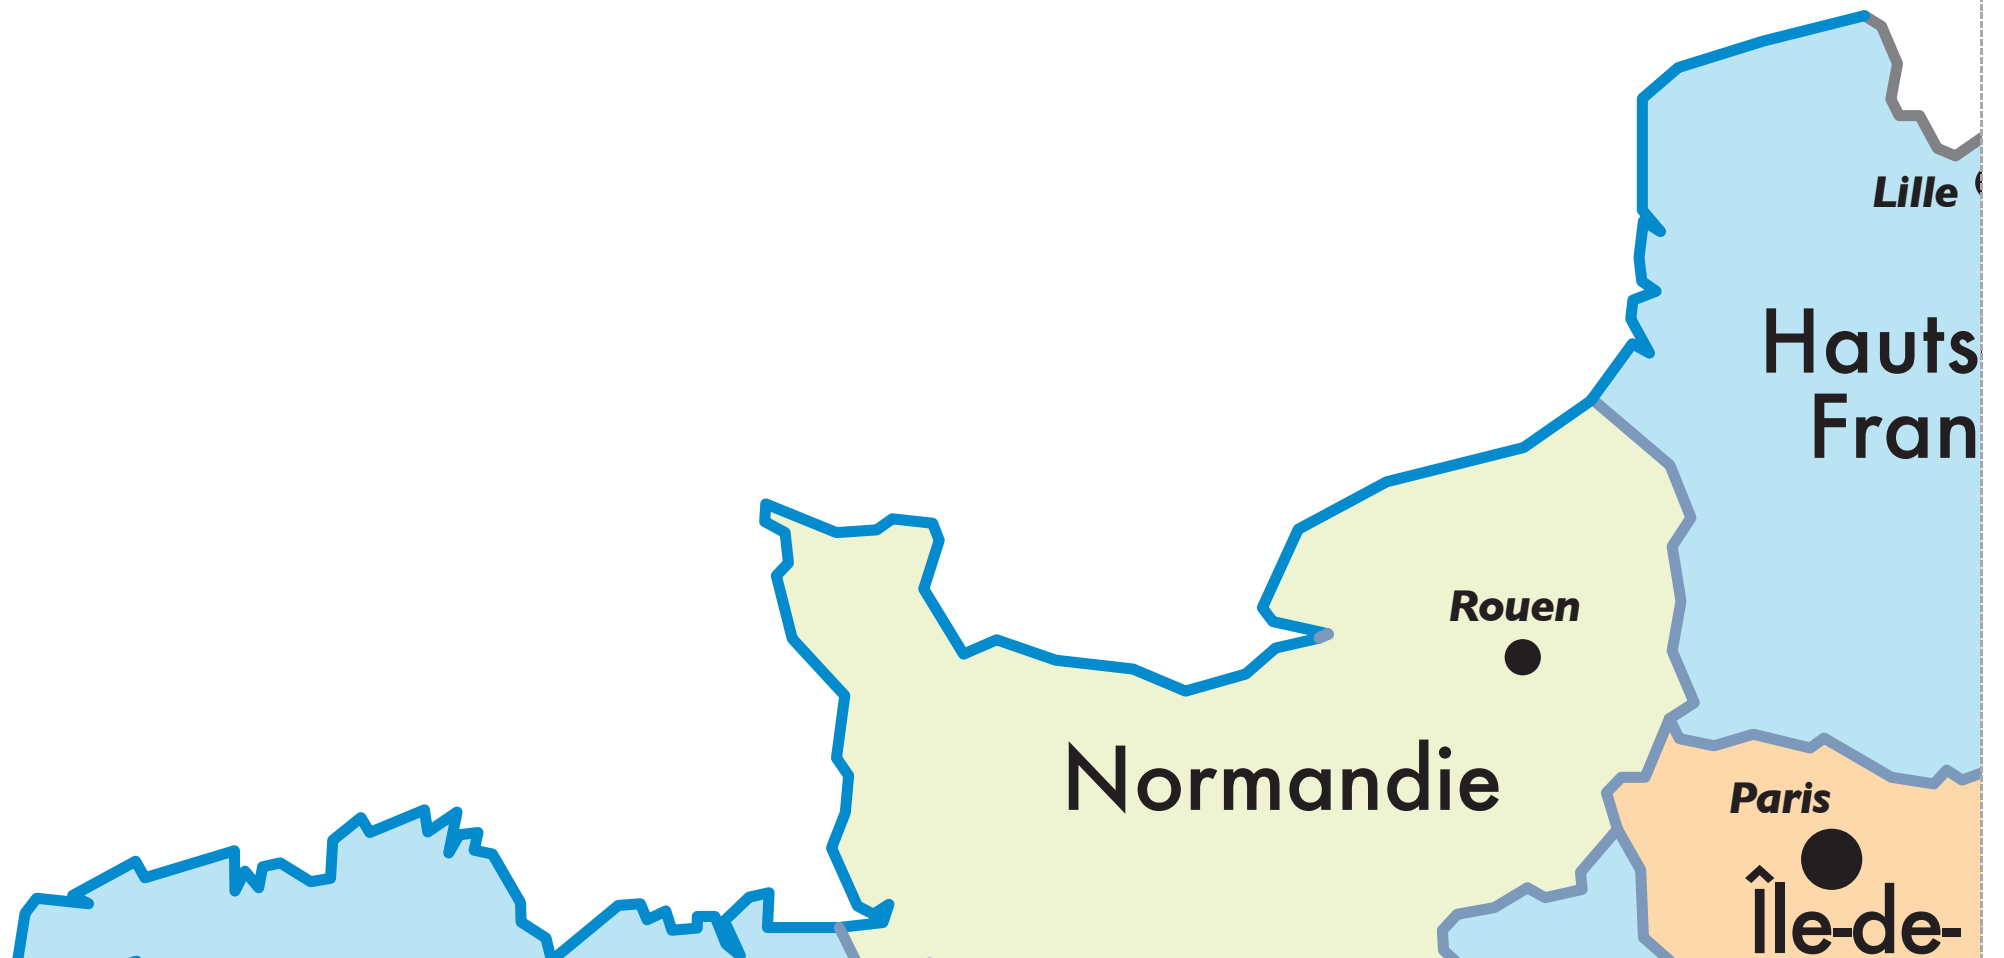 Lille
Hauts
Fran
Rouen
Normandie
Paris
Île-de-